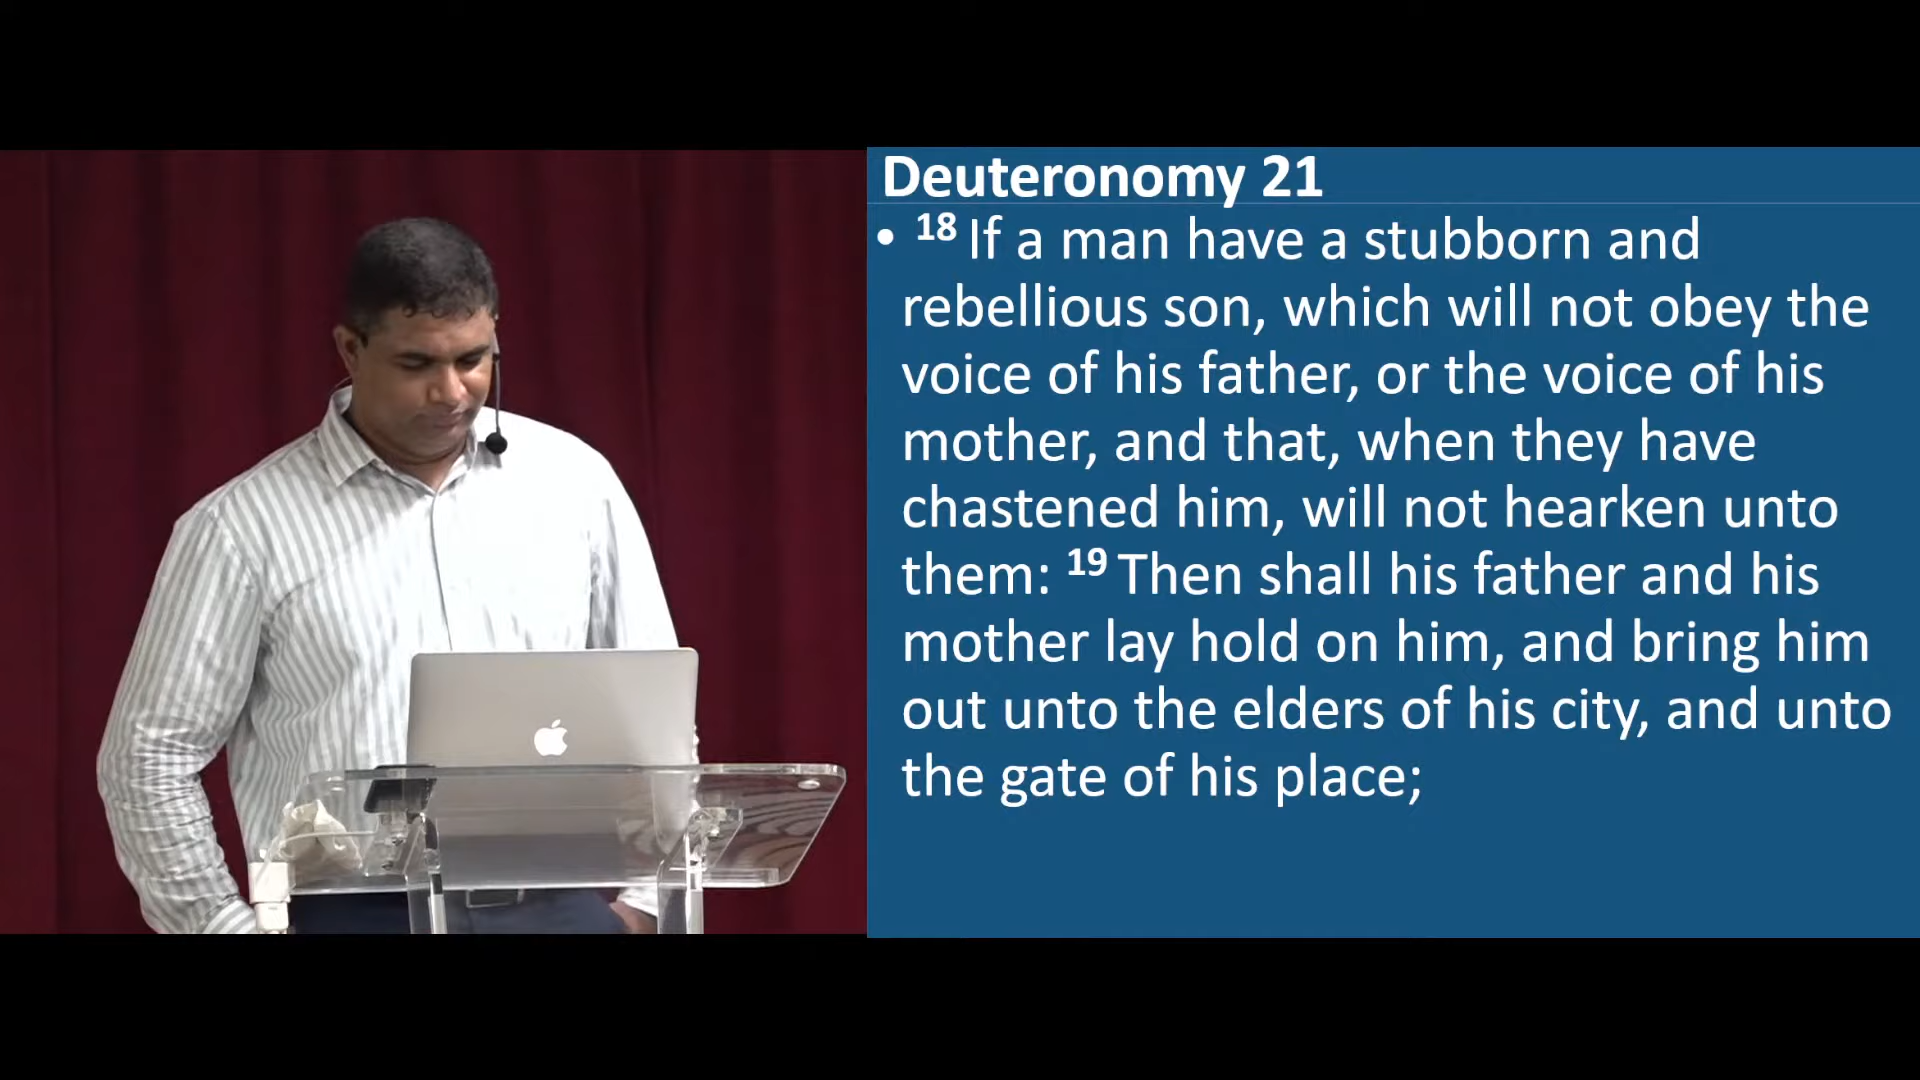 Deuteronomy 21
• 18 If a man have a stubborn and
rebellious son, which will not obey the
voice of his father, or the voice of his
mother, and that, when they have
chastened him, will not hearken unto
them: 19 Then shall his father and his
mother lay hold on him, and bring him
out unto the elders of his city, and unto
the gate of his place;